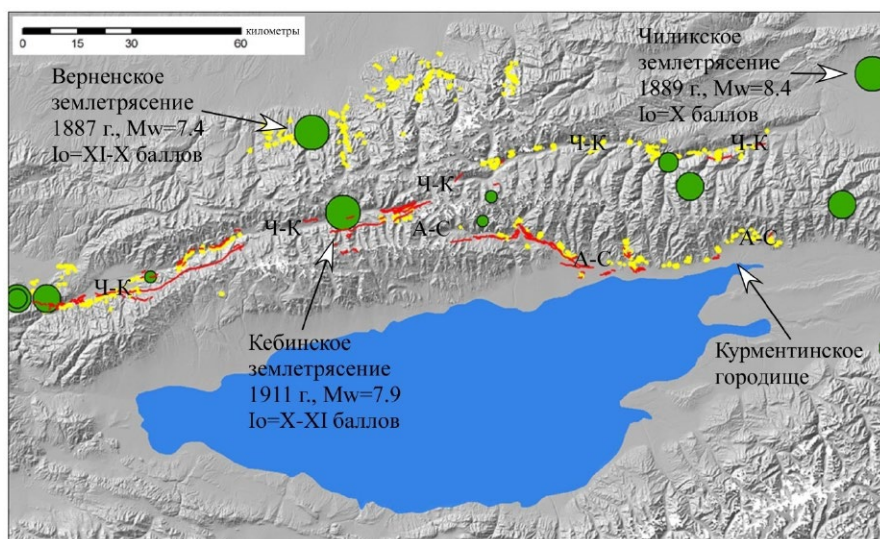 километры
0 15 30 60
Чиликское
землетрясение
1889 г., Mw=8.4
Io=X баллов
Верненское
землетрясение
1887 г., Mw=7.4
Io=XI-X баллов
Ч-К
Ч-К
Ч-К
Ч-К
Ч-К
А-С
А-С
А-С
Кебинское
землетрясение
1911 г., Mw=7.9
Io=X-XI баллов
Курментинское
городище